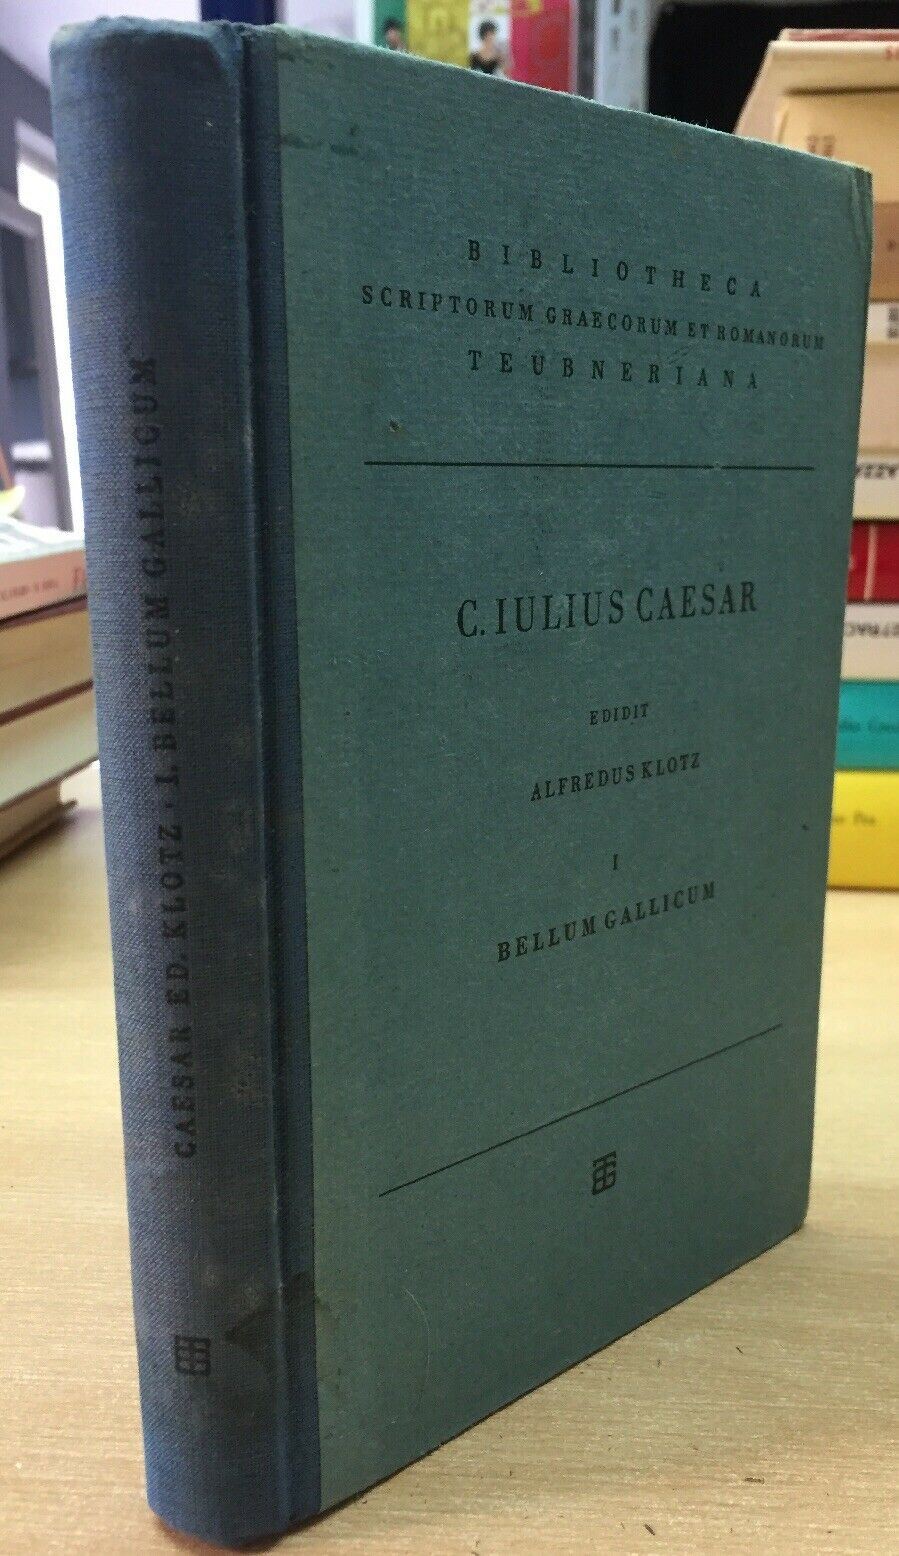 BIBLIOTHECA
SCRIPTORUM GRAECORUM ET ROMANORUM
TEUBNERIANA
C. IULIUS CAESAR
EDIDIT
ALFREDUS KLOTZ
I
BELLUM GALLICUM
CAESAR ED. KLOTZ · I. BELLUM GALLICUM